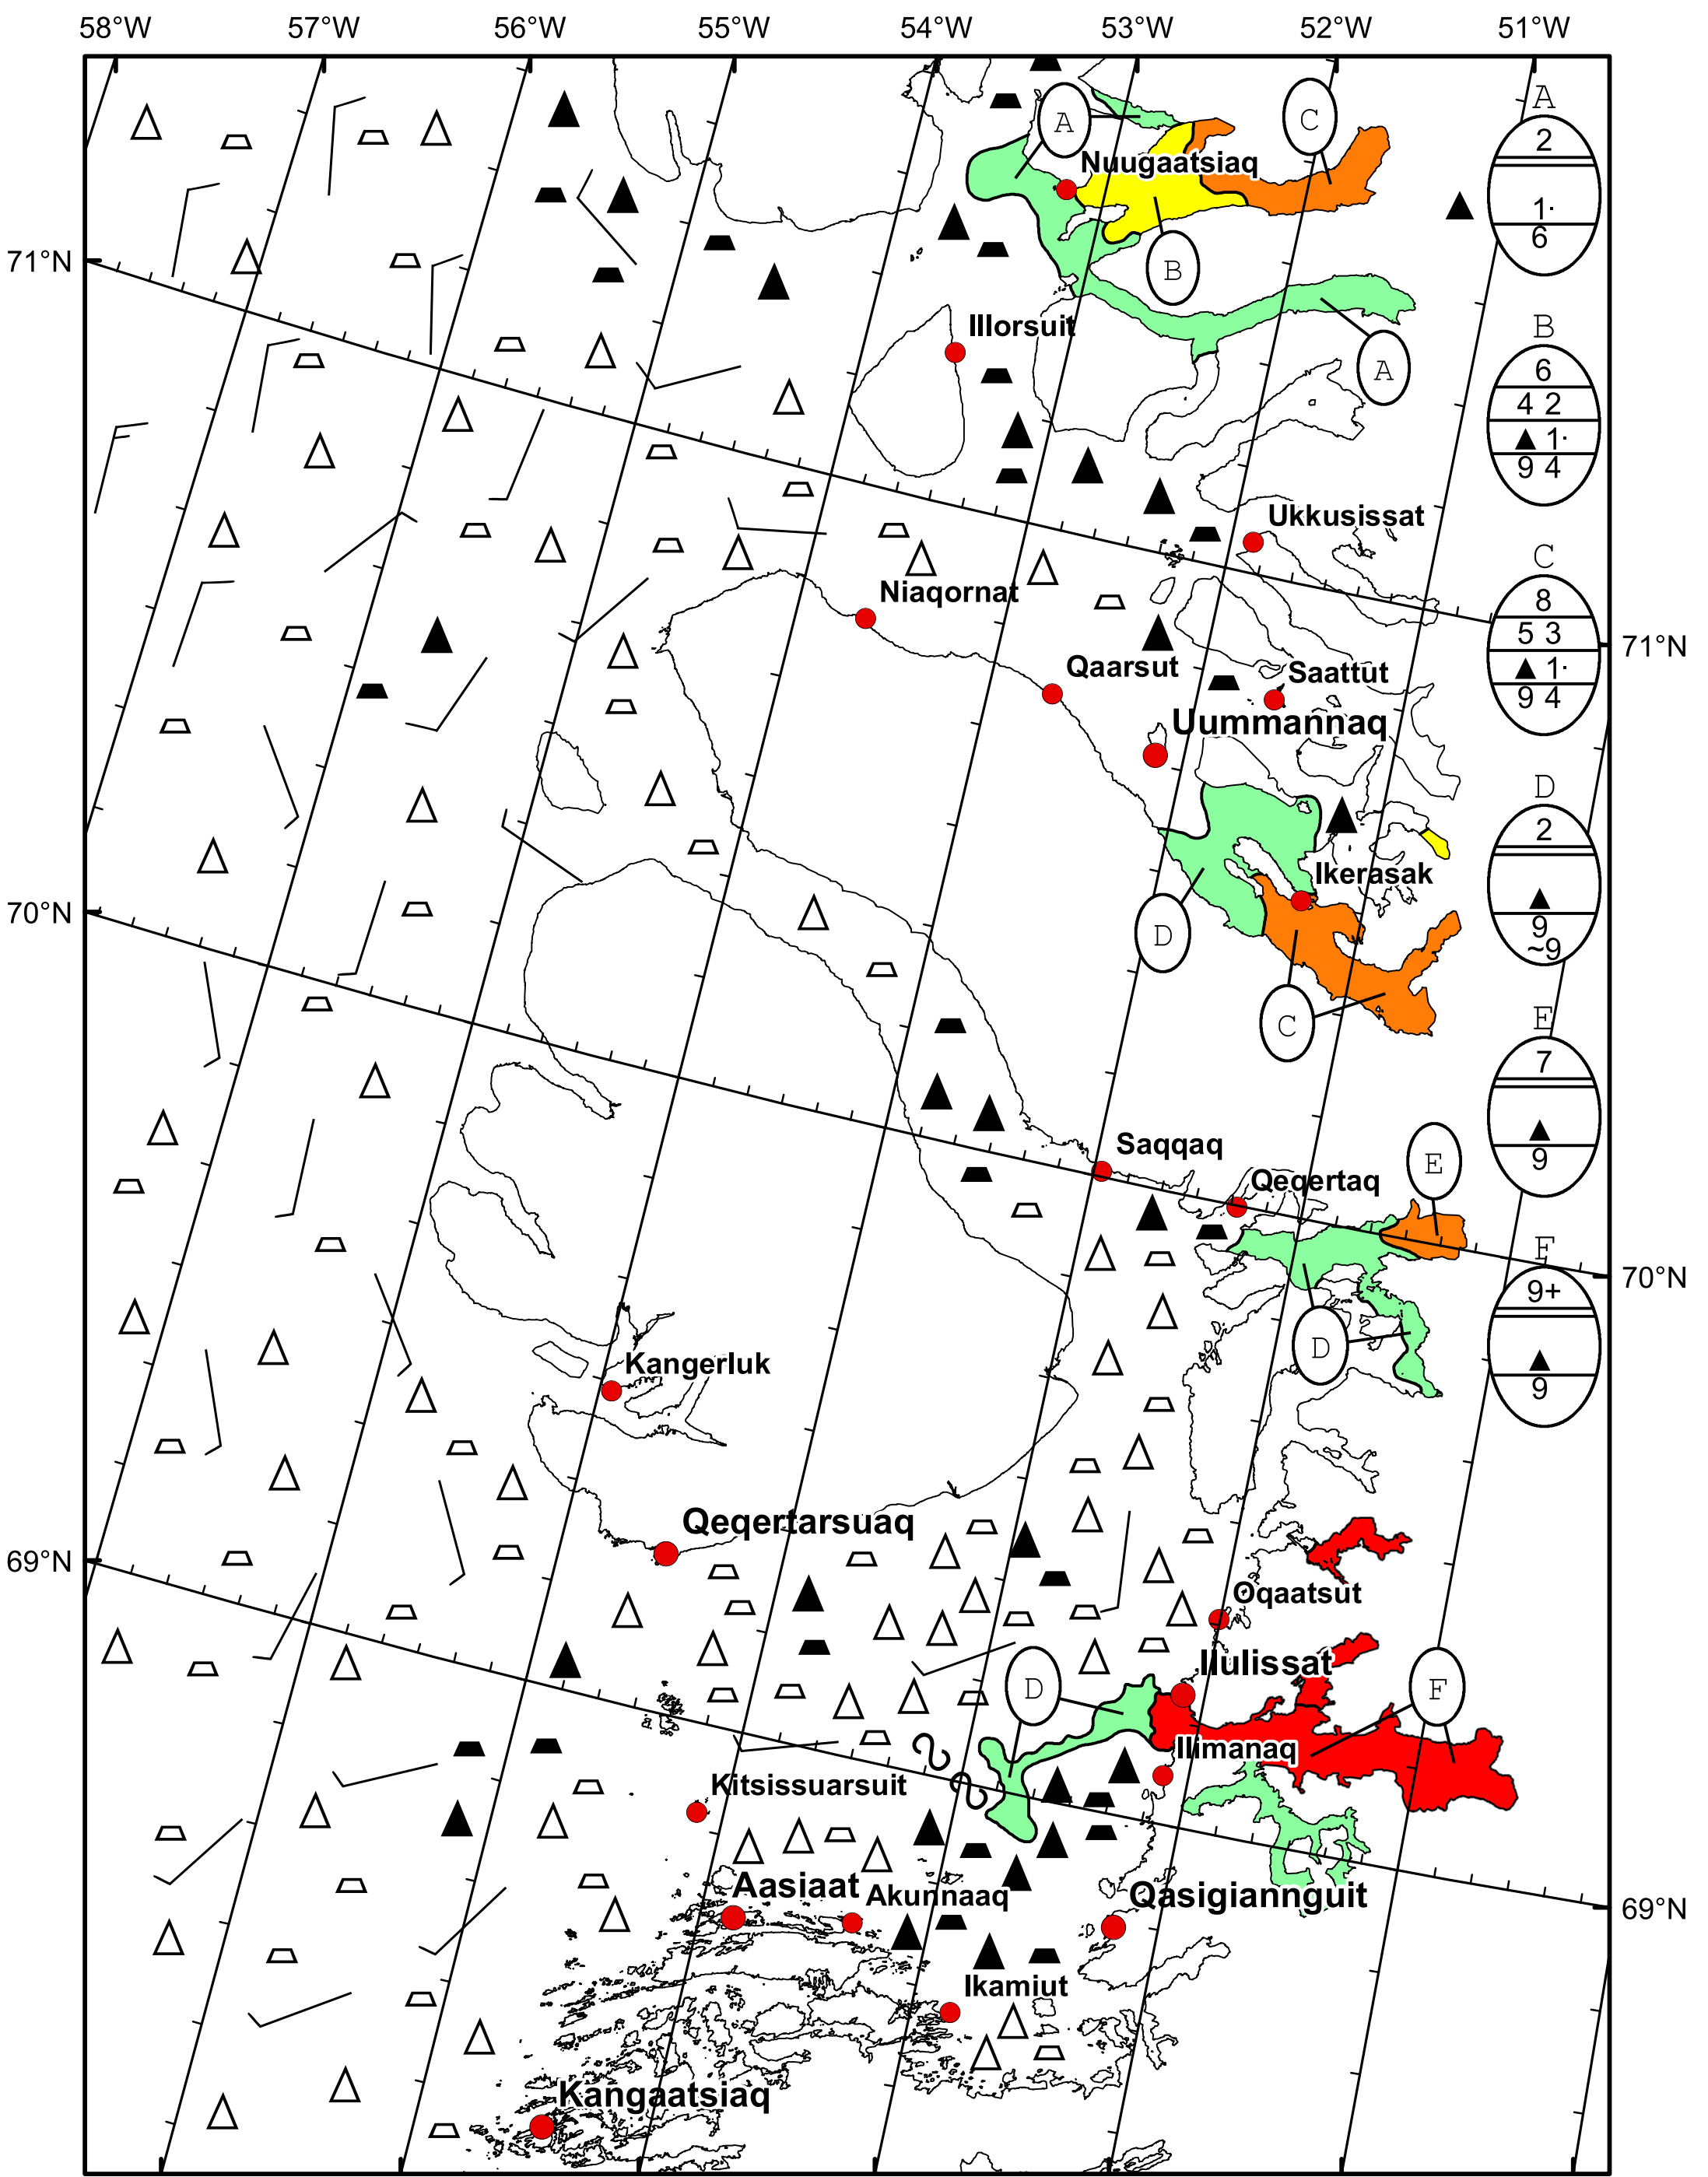 58°W 57°W 56°W 55°W 54°W 53°W 52°W 51°W
A
2
1·
6
A
C
Nuugaatsiaq
B
71°N
Illorsuit
A
B
6
4 2
▲ 1·
9 4
Ukkusissat
Niaqornat
C
8
5 3
▲ 1·
9 4
71°N
Qaarsut
Saattut
Uummannaq
D
2
▲
9
~9
Ikerasak
70°N
D
C
E
7
▲
9
Saqqaq
E
Qeqertaq
F
9+
▲
9
70°N
D
Kangerluk
Qeqertarsuaq
69°N
Oqaatsut
Ilulissat
D
F
Ilimanaq
Kitsissuarsuit
Aasiaat
Akunnaaq
Qasigiannguit
69°N
Ikamiut
Kangaatsiaq